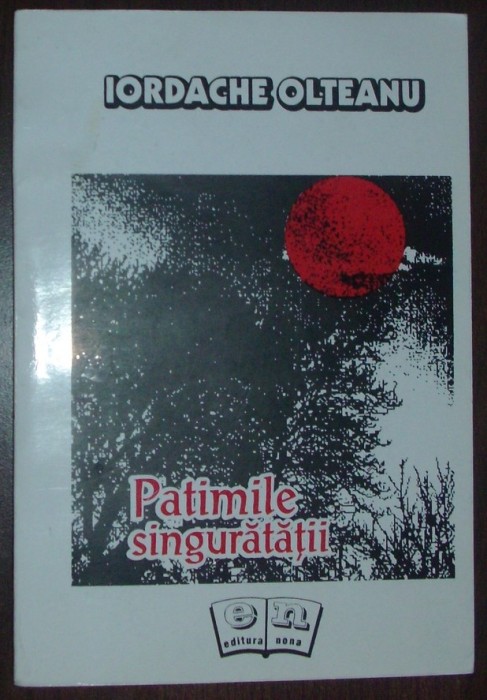 IORDACHE OLTEANU
Patimile
singurătății
en
editura nona